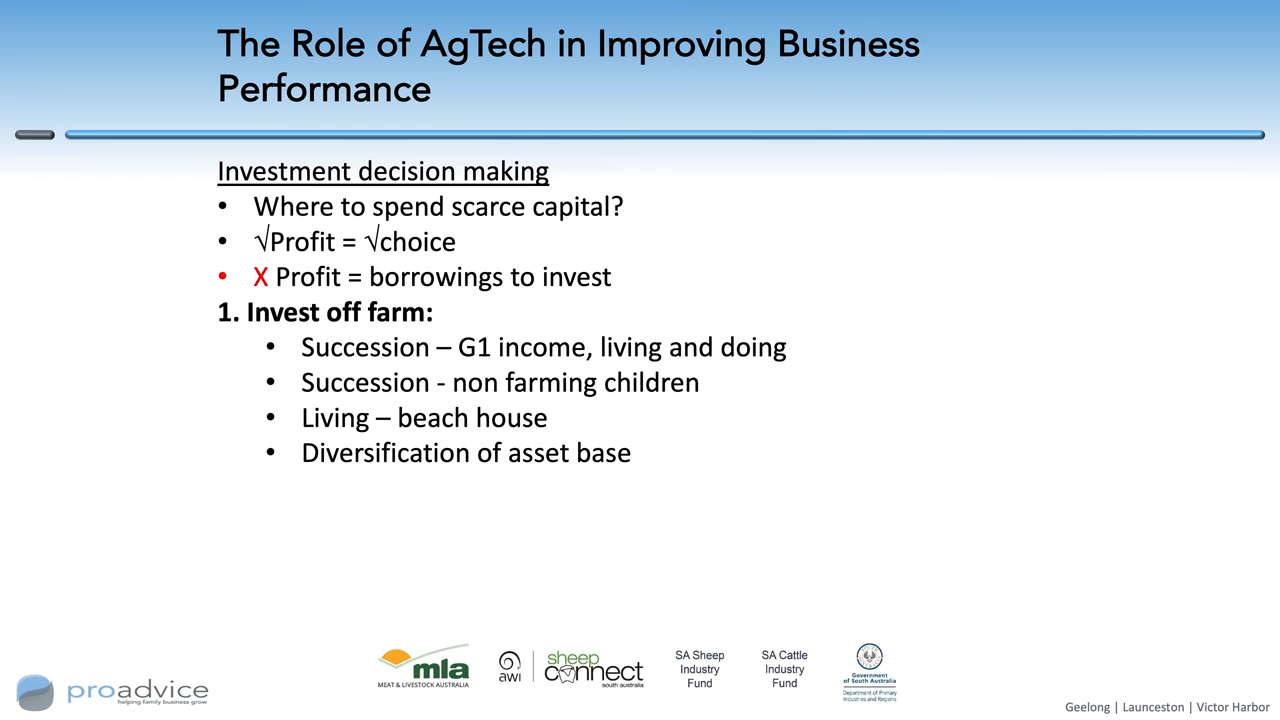 The Role of AgTech in Improving Business
Performance
Investment decision making
• Where to spend scarce capital?
• √Profit = √choice
• X Profit = borrowings to invest
1. Invest off farm:
• Succession – G1 income, living and doing
• Succession - non farming children
• Living – beach house
• Diversification of asset base
mla
MEAT & LIVESTOCK AUSTRALIA
awi
sheep
connect
south australia
SA Sheep
Industry
Fund
SA Cattle
Industry
Fund
Government
of South Australia
Department of Primary
Industries and Regions
proadvice
helping family business grow
Geelong | Launceston | Victor Harbor